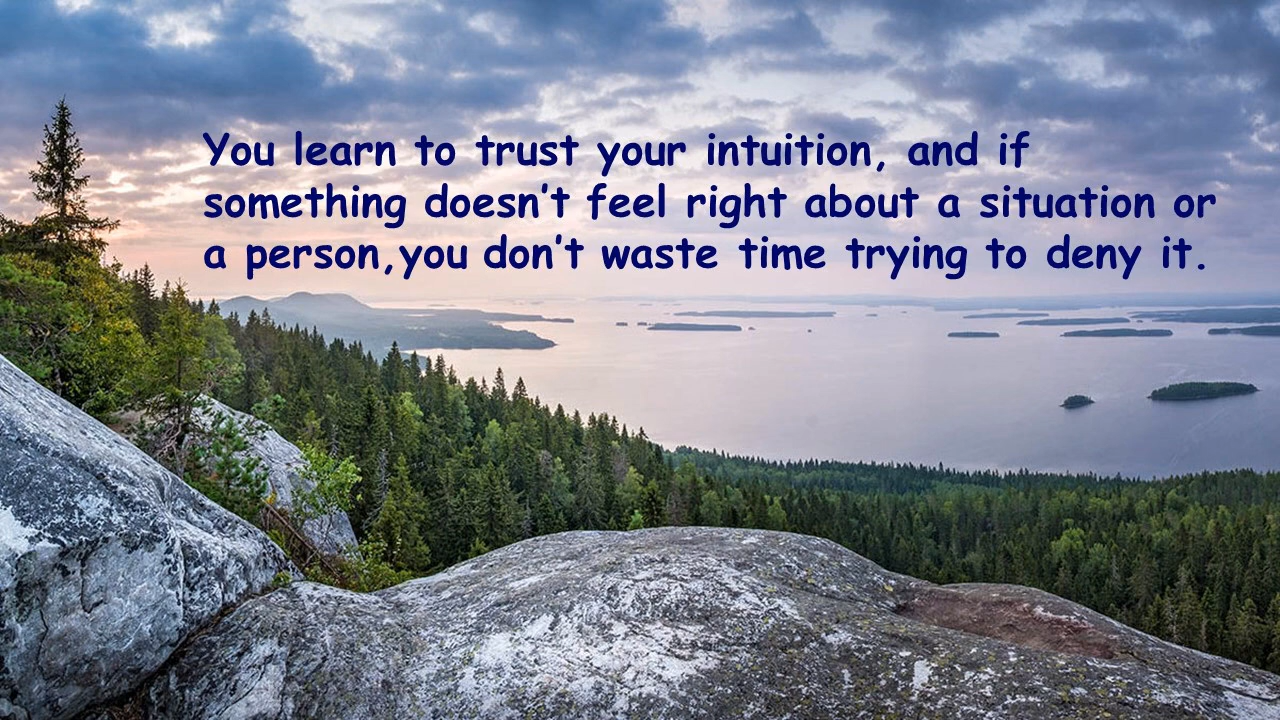 You learn to trust your intuition, and if
something doesn’t feel right about a situation or
a person,you don’t waste time trying to deny it.